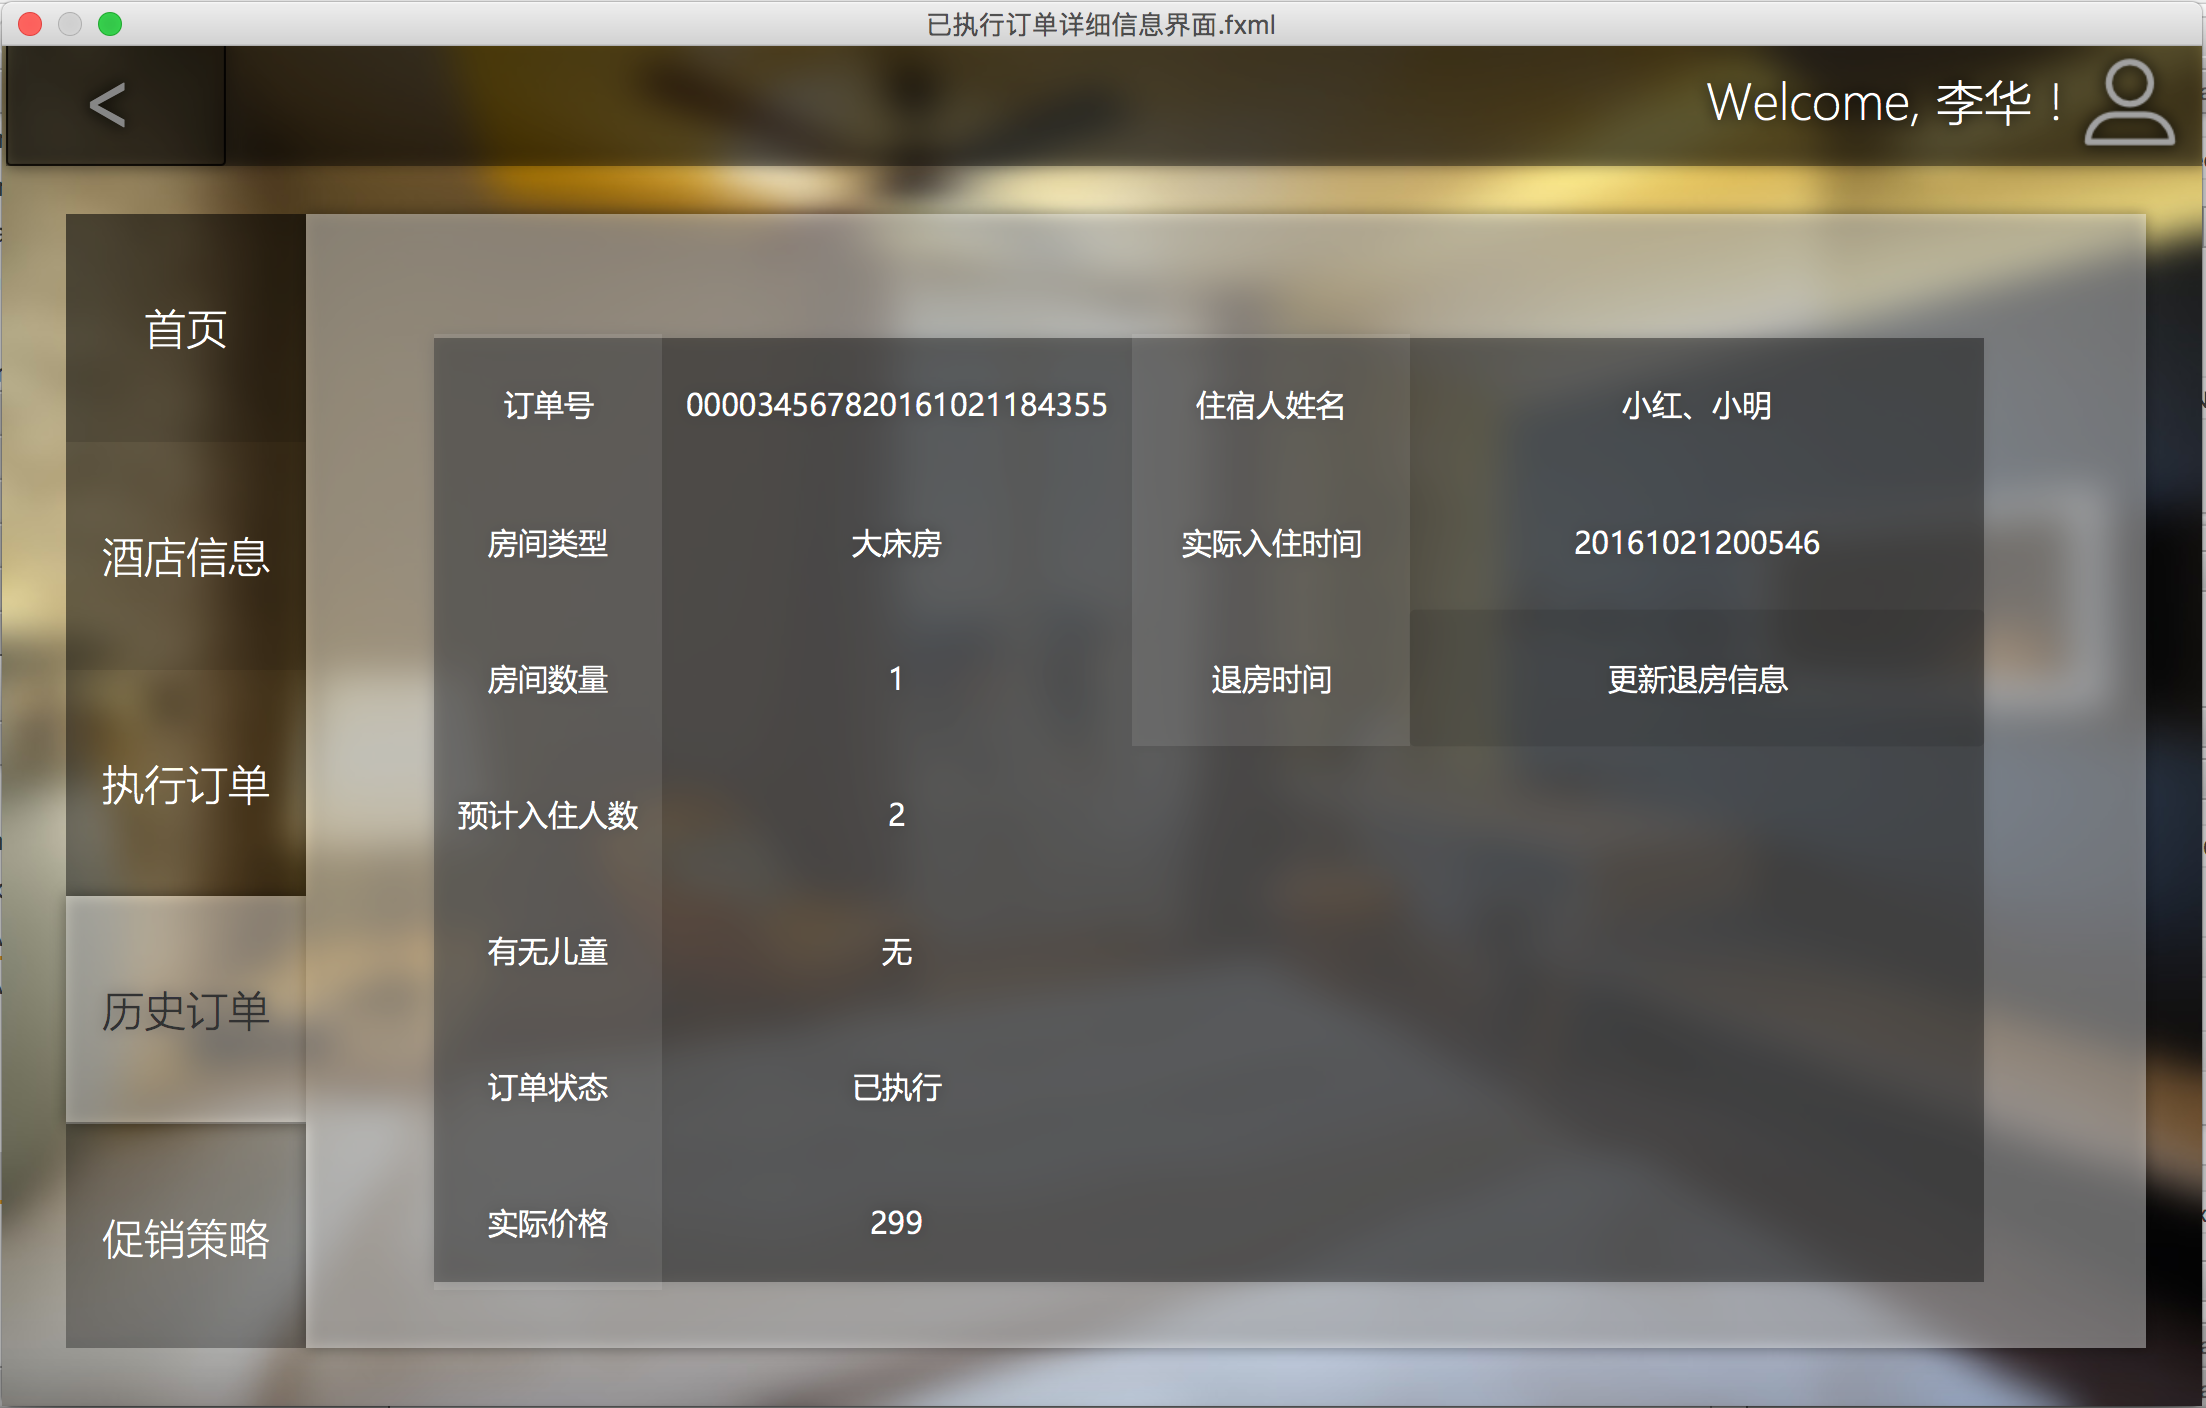 已执行订单详细信息界面.fxml
<
Welcome, 李华！
首页
酒店信息
执行订单
历史订单
促销策略
订单号 00003456782016102118​4355 住宿人姓名 小红、小明
房间类型 大床房 实际入住时间 20161021200546
房间数量 1 退房时间 更新退房信息
预计入住人数 2
有无儿童 无
订单状态 已执行
实际价格 299